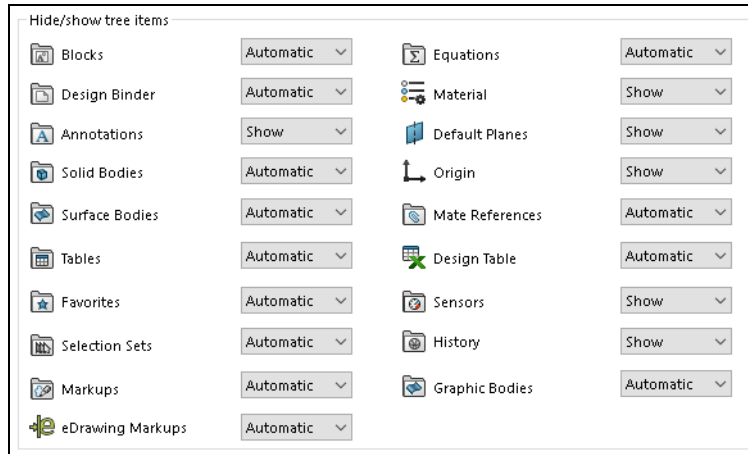 Hide/show tree items
Blocks Automatic Equations Automatic
Design Binder Automatic Material Show
A Annotations Show Default Planes Show
Solid Bodies Automatic Origin Show
Surface Bodies Automatic Mate References Automatic
Tables Automatic Design Table Automatic
Favorites Automatic Sensors Show
Selection Sets Automatic History Show
Markups Automatic Graphic Bodies Automatic
e eDrawing Markups Automatic